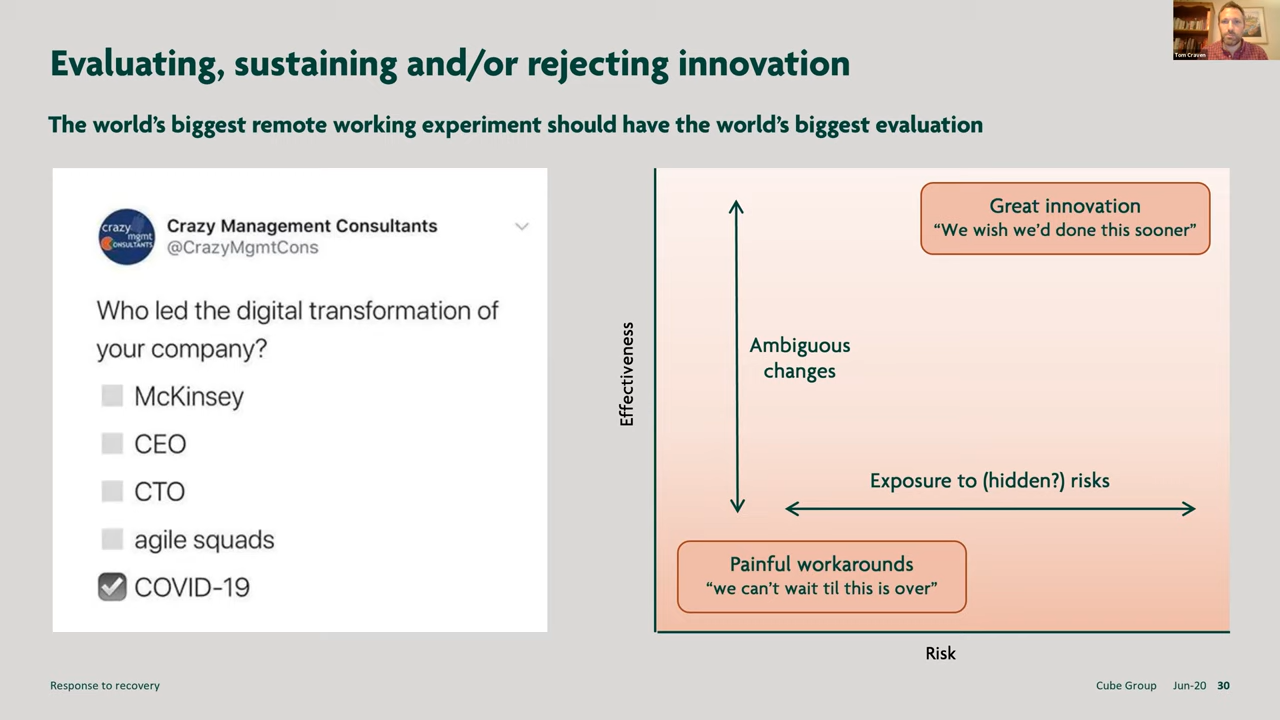 Evaluating, sustaining and/or rejecting innovation
The world's biggest remote working experiment should have the world's biggest evaluation
Tom Craven
crazy
mgmt
CONSULTANTS
Crazy Management Consultants
@CrazyMgmtCons
Who led the digital transformation of
your company?
McKinsey
CEO
CTO
agile squads
COVID-19
Effectiveness
Great innovation
“We wish we’d done this sooner”
Ambiguous
changes
Exposure to (hidden?) risks
Painful workarounds
“we can’t wait til this is over”
Risk
Response to recovery
Cube Group Jun-20 30